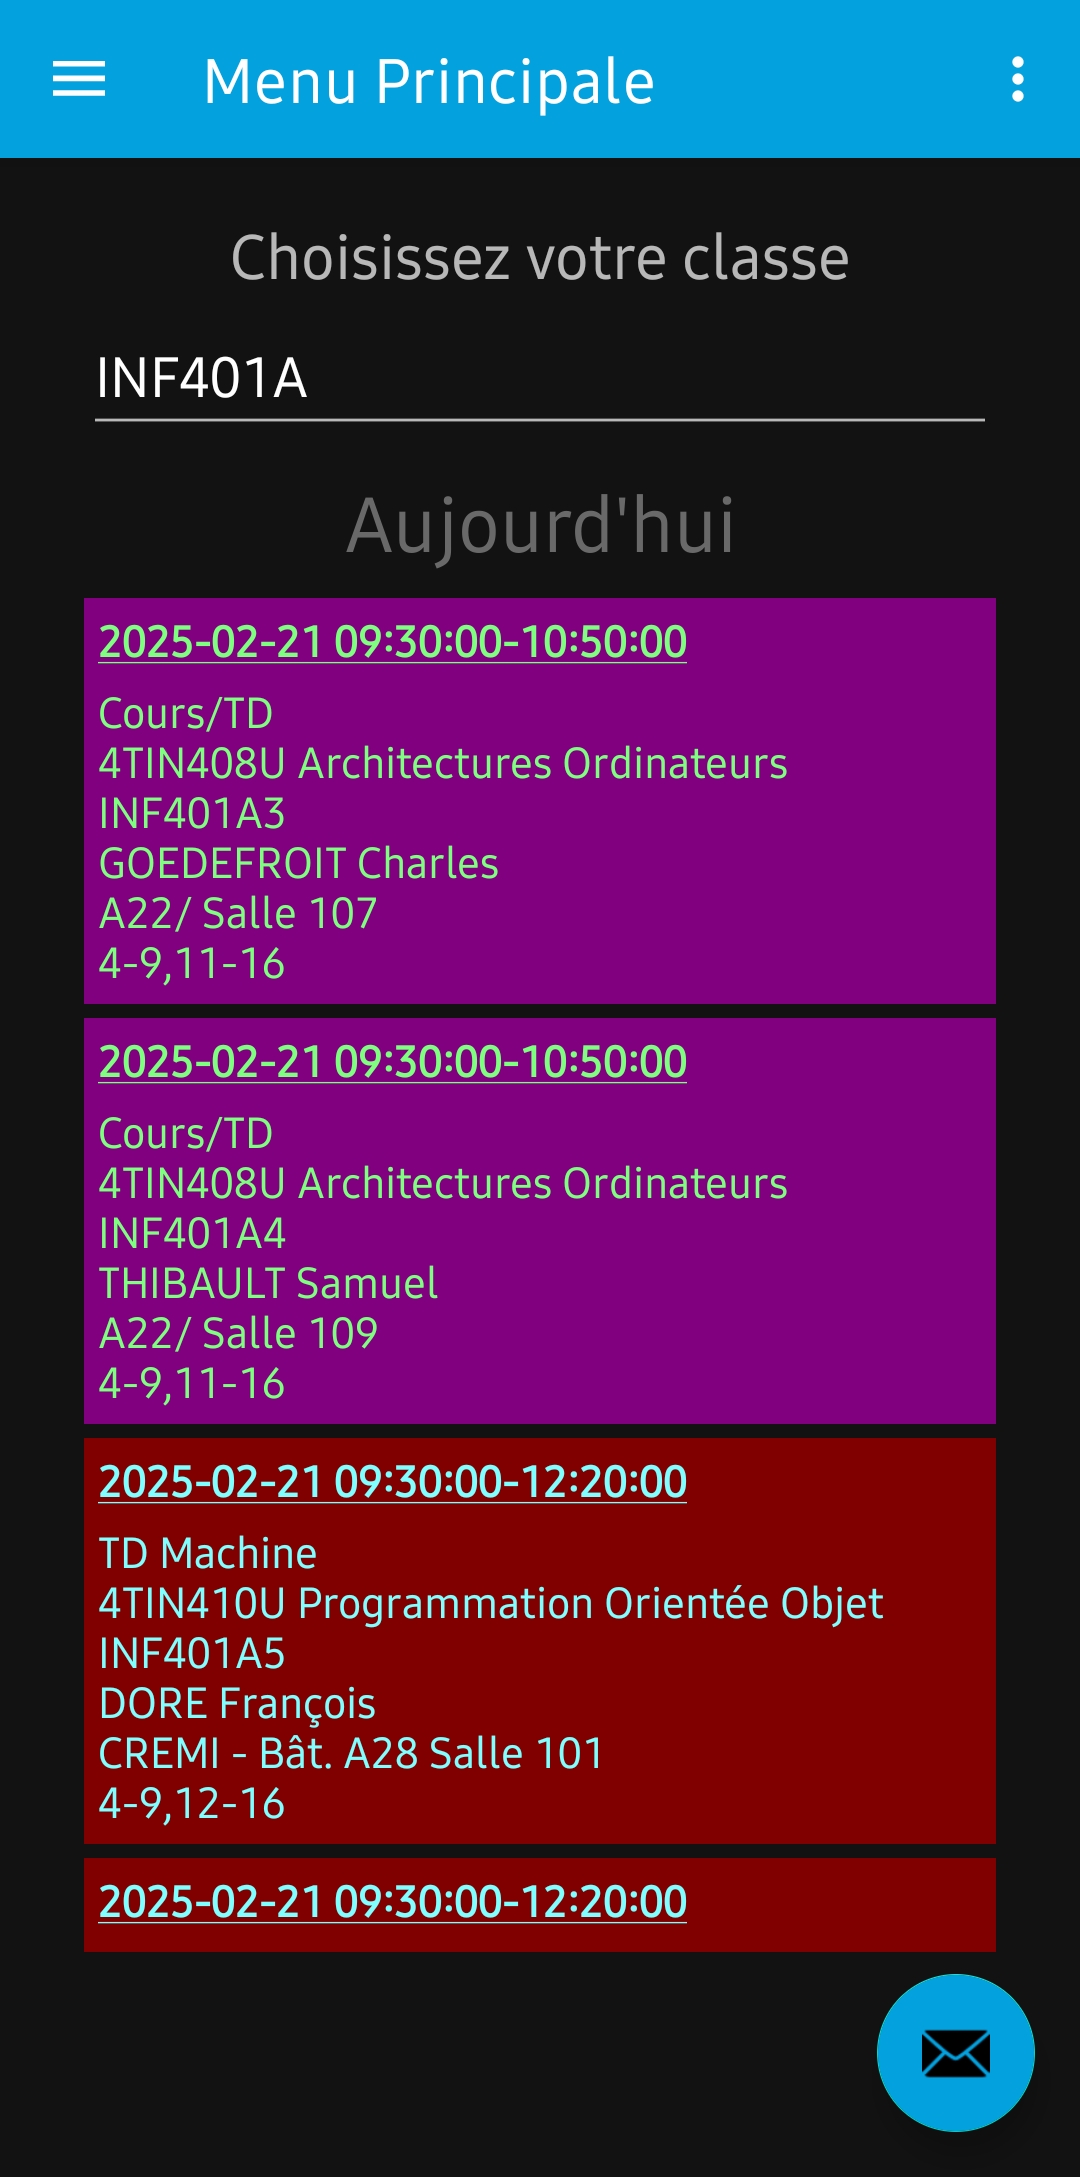 Menu Principale
Choisissez votre classe
INF401A
Aujourd'hui
2025-02-21 09:30:00-10:50:00
Cours/TD
4TIN408U Architectures Ordinateurs
INF401A3
GOEDEFROIT Charles
A22/ Salle 107
4-9,11-16
2025-02-21 09:30:00-10:50:00
Cours/TD
4TIN408U Architectures Ordinateurs
INF401A4
THIBAULT Samuel
A22/ Salle 109
4-9,11-16
2025-02-21 09:30:00-12:20:00
TD Machine
4TIN410U Programmation Orientée Objet
INF401A5
DORE François
CREMI - Bât. A28 Salle 101
4-9,12-16
2025-02-21 09:30:00-12:20:00